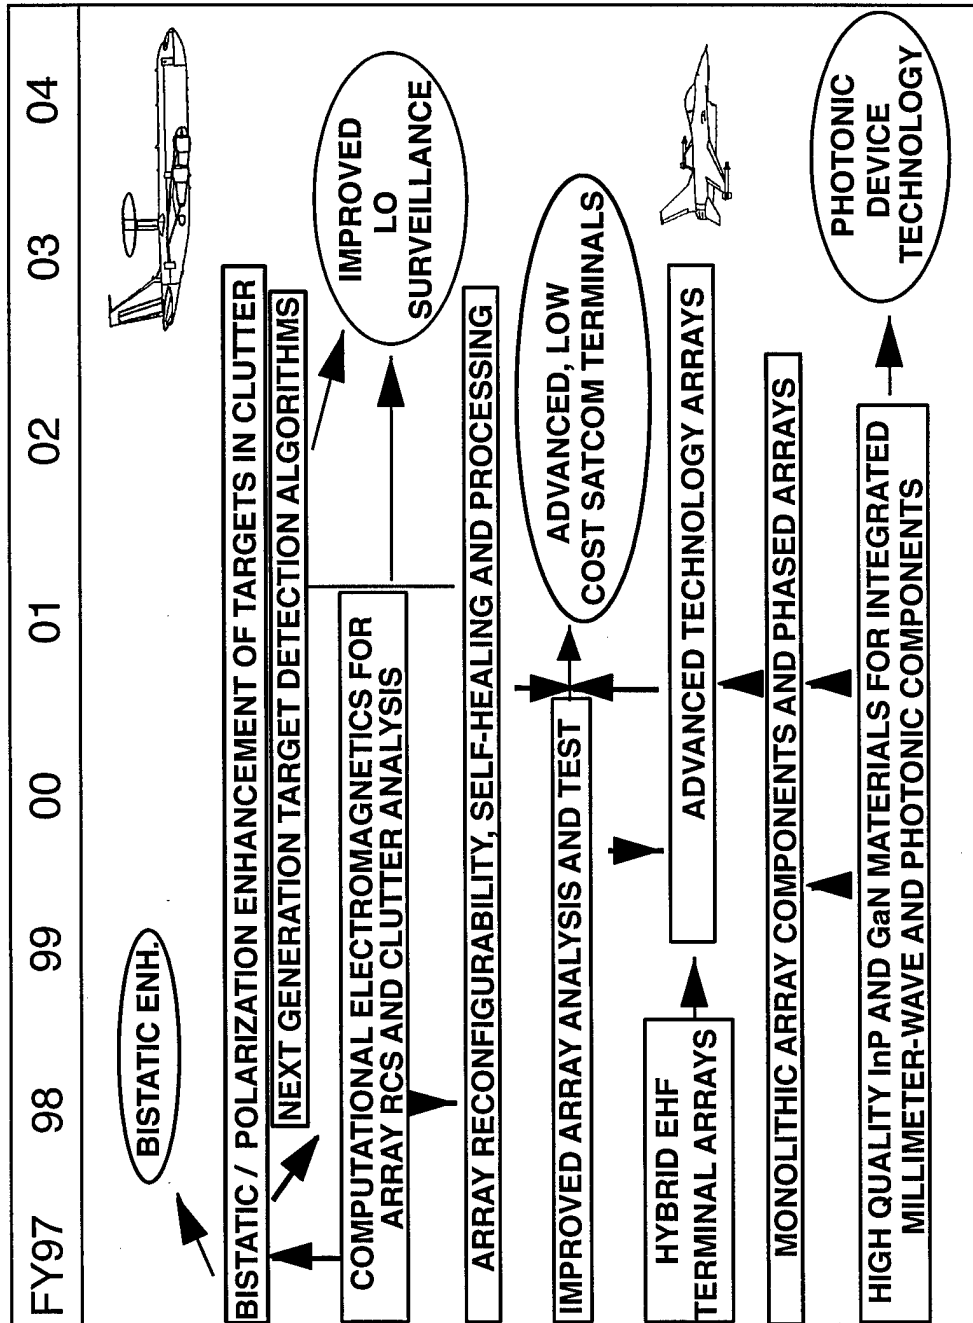 FY97 98 99 00 01 02 03 04
BISTATIC ENH.
BISTATIC / POLARIZATION ENHANCEMENT OF TARGETS IN CLUTTER
NEXT GENERATION TARGET DETECTION ALGORITHMS
IMPROVED
LO
SURVEILLANCE
COMPUTATIONAL ELECTROMAGNETICS FOR
ARRAY RCS AND CLUTTER ANALYSIS
ARRAY RECONFIGURABILITY, SELF-HEALING AND PROCESSING
ADVANCED, LOW
COST SATCOM TERMINALS
IMPROVED ARRAY ANALYSIS AND TEST
HYBRID EHF
TERMINAL ARRAYS
ADVANCED TECHNOLOGY ARRAYS
MONOLITHIC ARRAY COMPONENTS AND PHASED ARRAYS
HIGH QUALITY InP AND GaN MATERIALS FOR INTEGRATED
MILLIMETER-WAVE AND PHOTONIC COMPONENTS
PHOTONIC
DEVICE
TECHNOLOGY